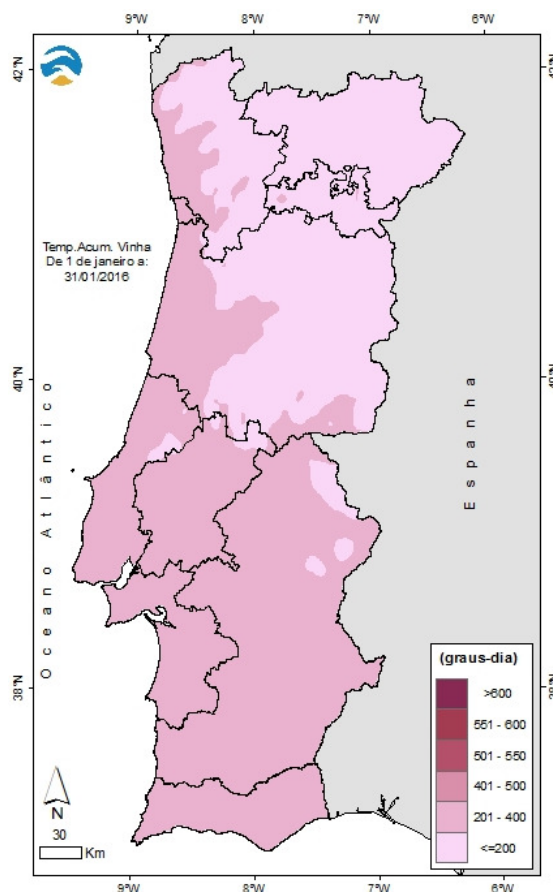 9°W 8°W 7°W 6°W
42°N
42°N
Temp.Acum. Vinha
De 1 de janeiro a:
31/01/2016
40°N
40°N
Oceano Atlântico
Espanha
38°N
38°N
(graus-dia)
>600
551 - 600
501 - 550
401 - 500
201 - 400
<=200
N
30
Km
9°W 8°W 7°W 6°W